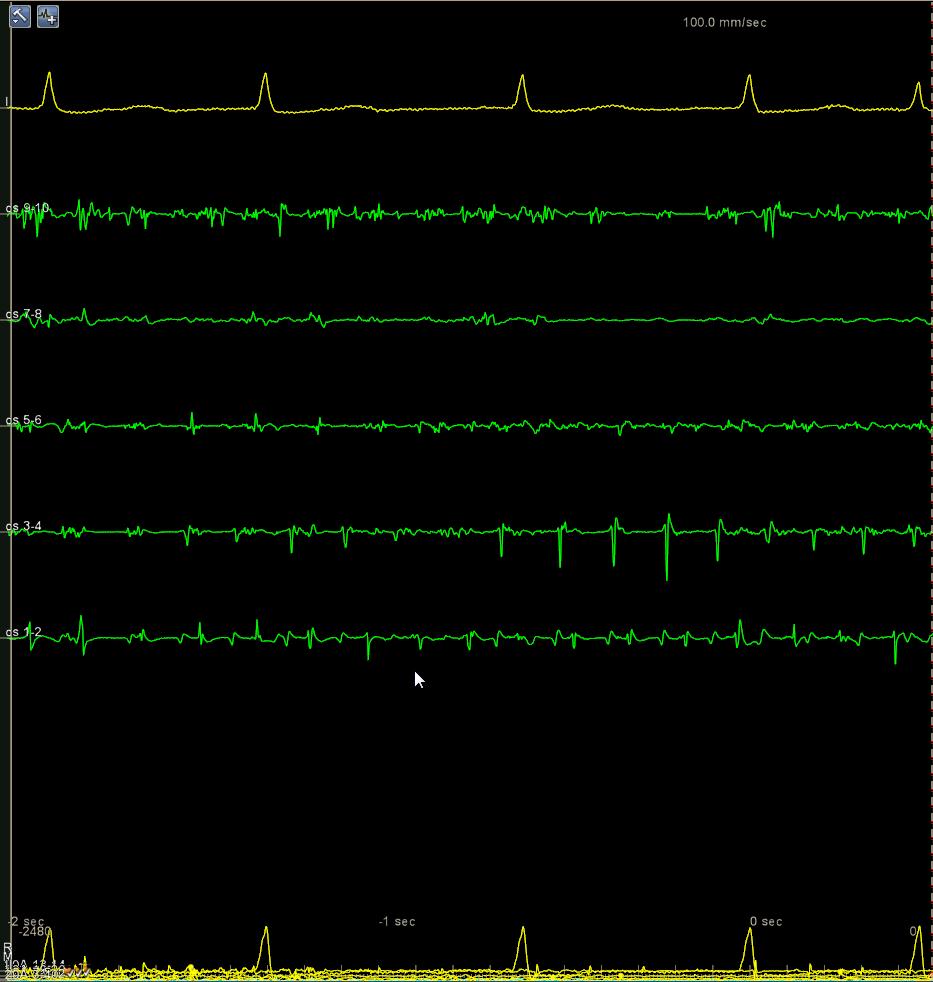 100.0 mm/sec
I
cs 9-10
cs 7-8
cs 5-6
cs 3-4
cs 1-2
-2 sec
-1 sec
0 sec
-2480
0